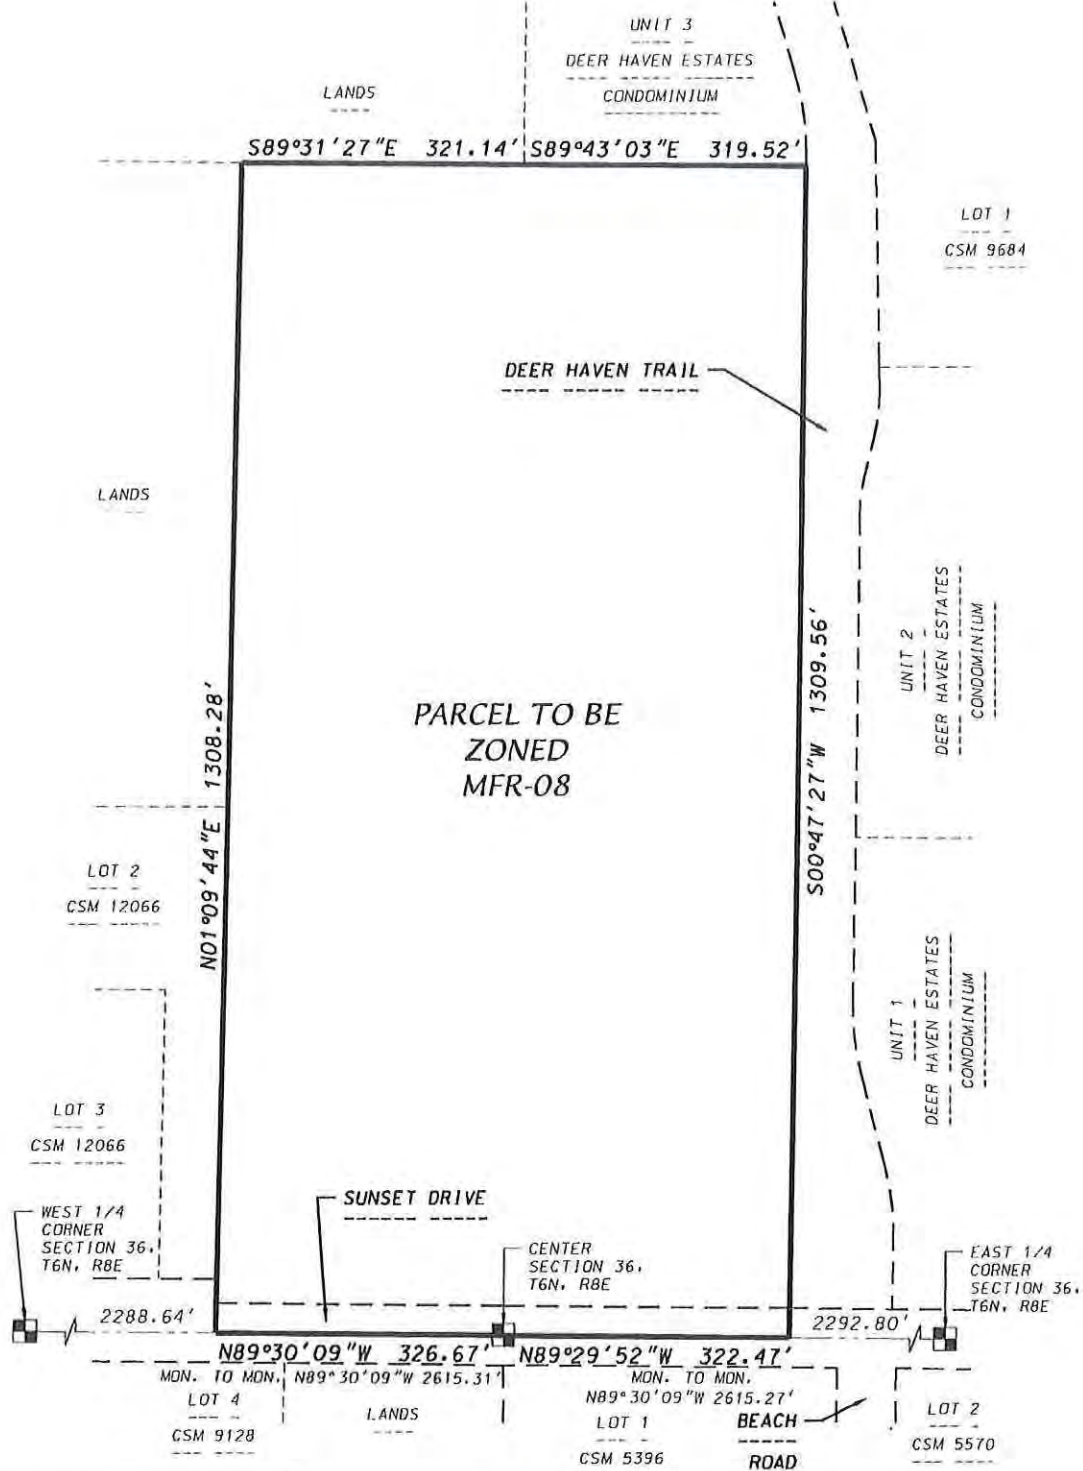 UNIT 3
DEER HAVEN ESTATES
CONDOMINIUM
LANDS
S89°31'27"E 321.14'
S89°43'03"E 319.52'
LOT 1
CSM 9684
DEER HAVEN TRAIL
LANDS
UNIT 2
DEER HAVEN ESTATES
CONDOMINIUM
N01°09'44"E 1308.28'
PARCEL TO BE
ZONED
MFR-08
S00°47'27"W 1309.56'
LOT 2
CSM 12066
UNIT 1
DEER HAVEN ESTATES
CONDOMINIUM
LOT 3
CSM 12066
SUNSET DRIVE
WEST 1/4
CORNER
SECTION 36,
T6N, R8E
CENTER
SECTION 36,
T6N, R8E
EAST 1/4
CORNER
SECTION 36,
T6N, R8E
2288.64'
2292.80'
N89°30'09"W 326.67'
N89°29'52"W 322.47'
MON. TO MON.
N89°30'09"W 2615.31'
MON. TO MON.
N89°30'09"W 2615.27'
LOT 4
CSM 9128
LANDS
LOT 1
CSM 5396
BEACH
ROAD
LOT 2
CSM 5570